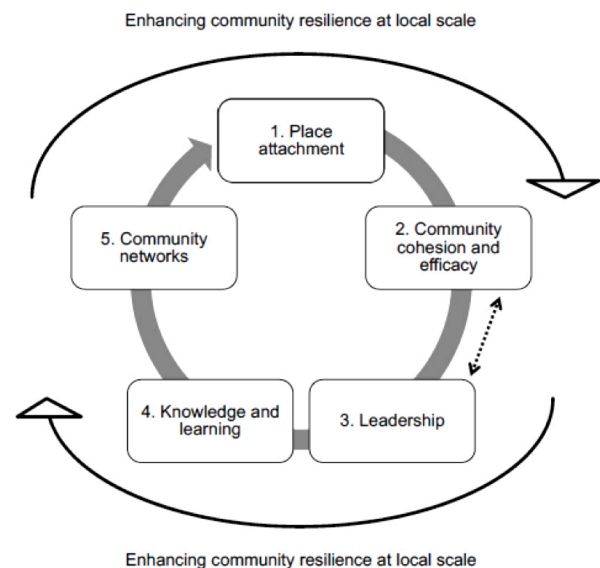 Enhancing community resilience at local scale
1. Place
attachment
2. Community
cohesion and
efficacy
5. Community
networks
4. Knowledge and
learning
3. Leadership
Enhancing community resilience at local scale